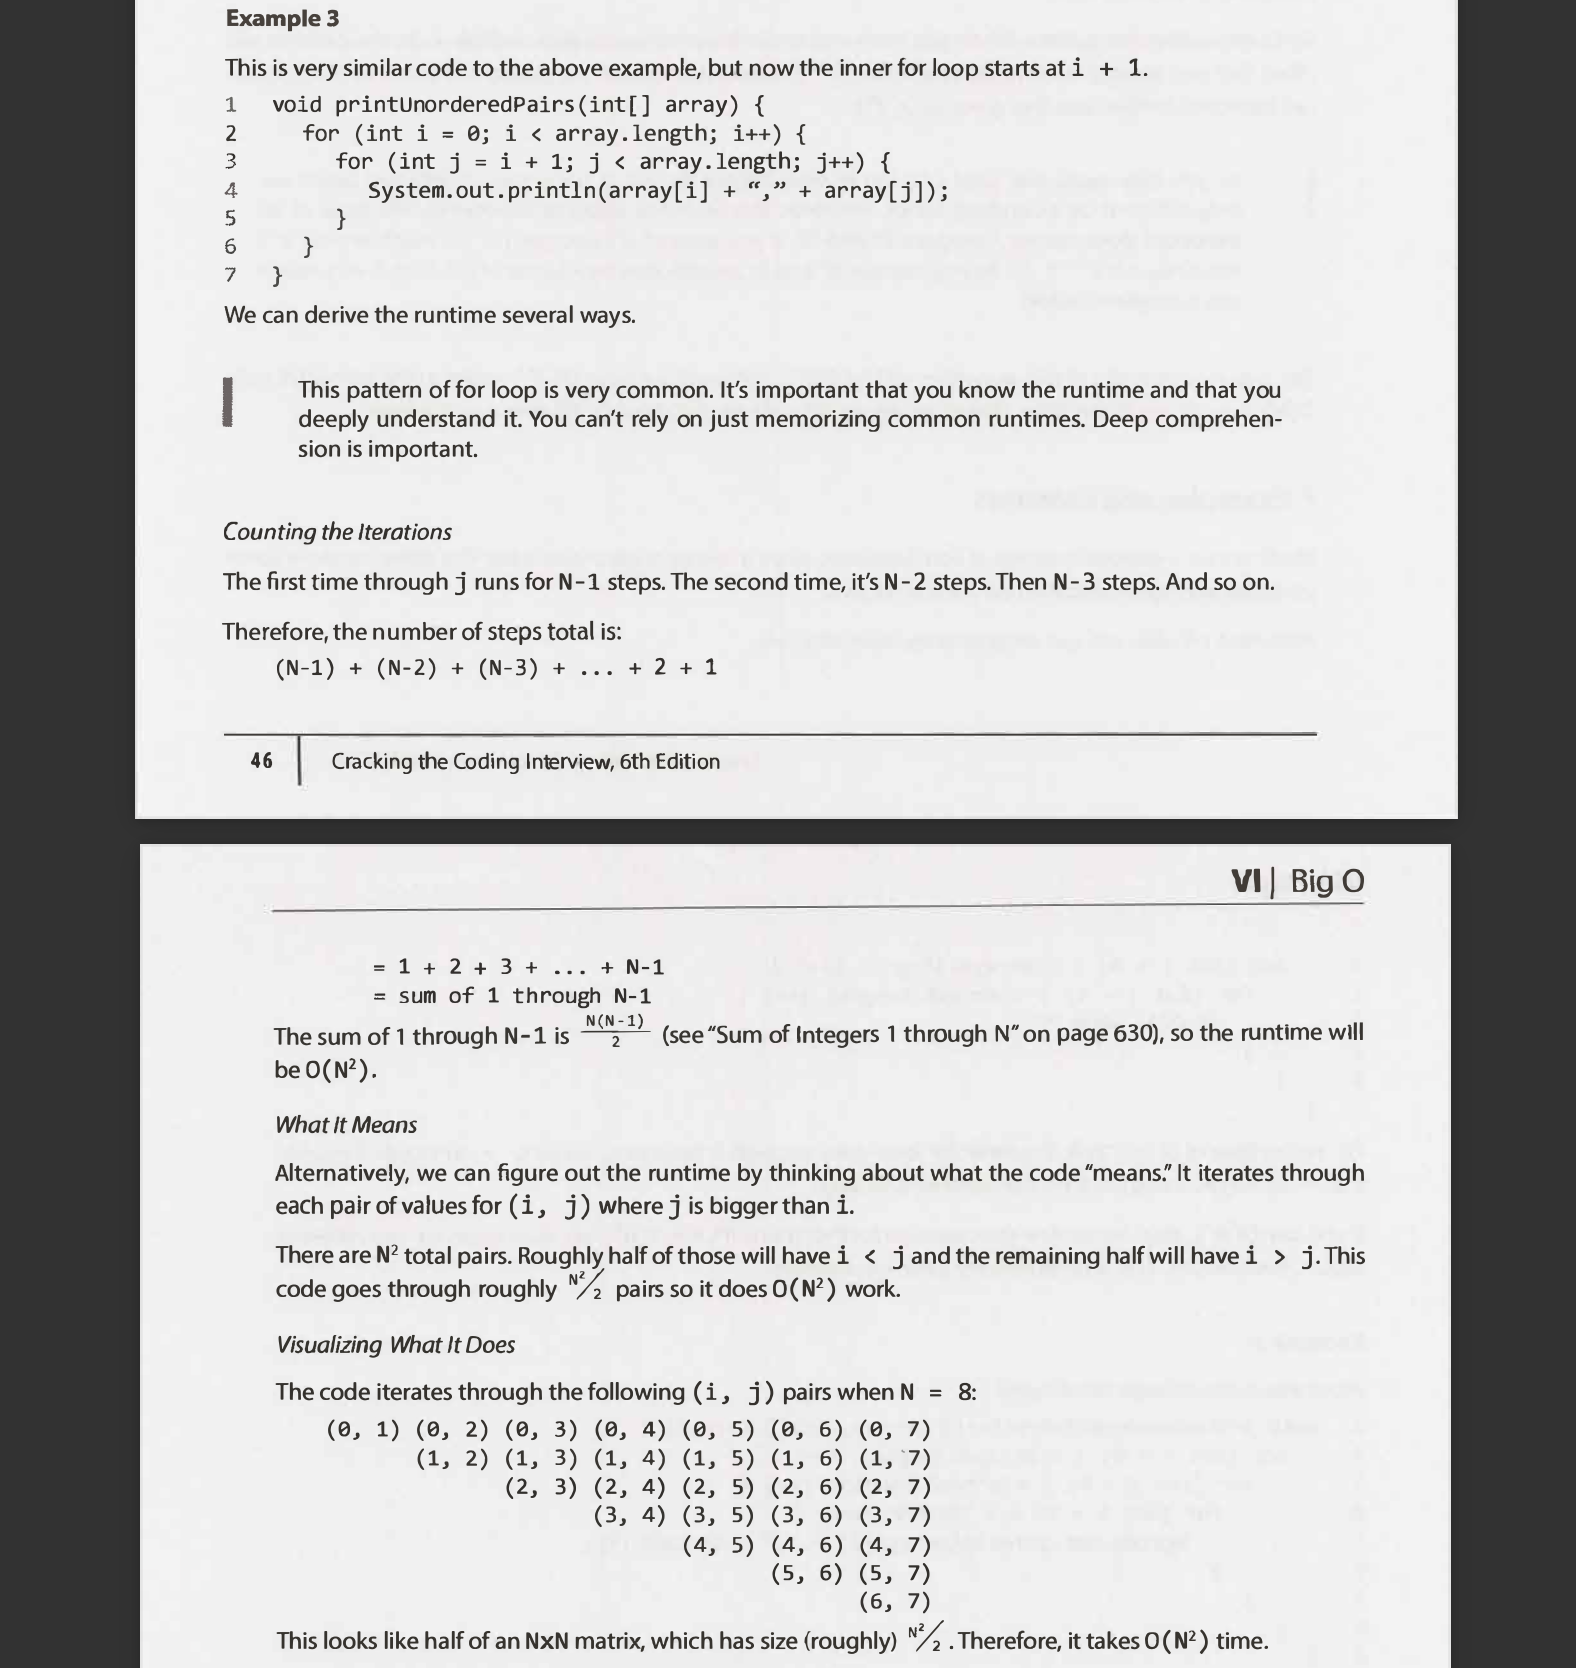 Example 3
This is very similar code to the above example, but now the inner for loop starts at i + 1.
1 void printUnorderedPairs(int[] array) {
2 for (int i = 0; i < array.length; i++) {
3 for (int j = i + 1; j < array.length; j++) {
4 System.out.println(array[i] + “,” + array[j]);
5 }
6 }
7 }
We can derive the runtime several ways.
This pattern of for loop is very common. It's important that you know the runtime and that you
deeply understand it. You can't rely on just memorizing common runtimes. Deep comprehen-
sion is important.
Counting the Iterations
The first time through j runs for N-1 steps. The second time, it's N-2 steps. Then N-3 steps. And so on.
Therefore, the number of steps total is:
(N-1) + (N-2) + (N-3) + ... + 2 + 1
46 Cracking the Coding Interview, 6th Edition
VI | Big O
= 1 + 2 + 3 + ... + N-1
= sum of 1 through N-1
The sum of 1 through N-1 is N(N-1)/2 (see “Sum of Integers 1 through N” on page 630), so the runtime will
be O(N²).
What It Means
Alternatively, we can figure out the runtime by thinking about what the code “means.” It iterates through
each pair of values for (i, j) where j is bigger than i.
There are N² total pairs. Roughly half of those will have i < j and the remaining half will have i > j. This
code goes through roughly N²/2 pairs so it does O(N²) work.
Visualizing What It Does
The code iterates through the following (i, j) pairs when N = 8:
(0, 1) (0, 2) (0, 3) (0, 4) (0, 5) (0, 6) (0, 7)
(1, 2) (1, 3) (1, 4) (1, 5) (1, 6) (1, 7)
(2, 3) (2, 4) (2, 5) (2, 6) (2, 7)
(3, 4) (3, 5) (3, 6) (3, 7)
(4, 5) (4, 6) (4, 7)
(5, 6) (5, 7)
(6, 7)
This looks like half of an NxN matrix, which has size (roughly) N²/2. Therefore, it takes O(N²) time.